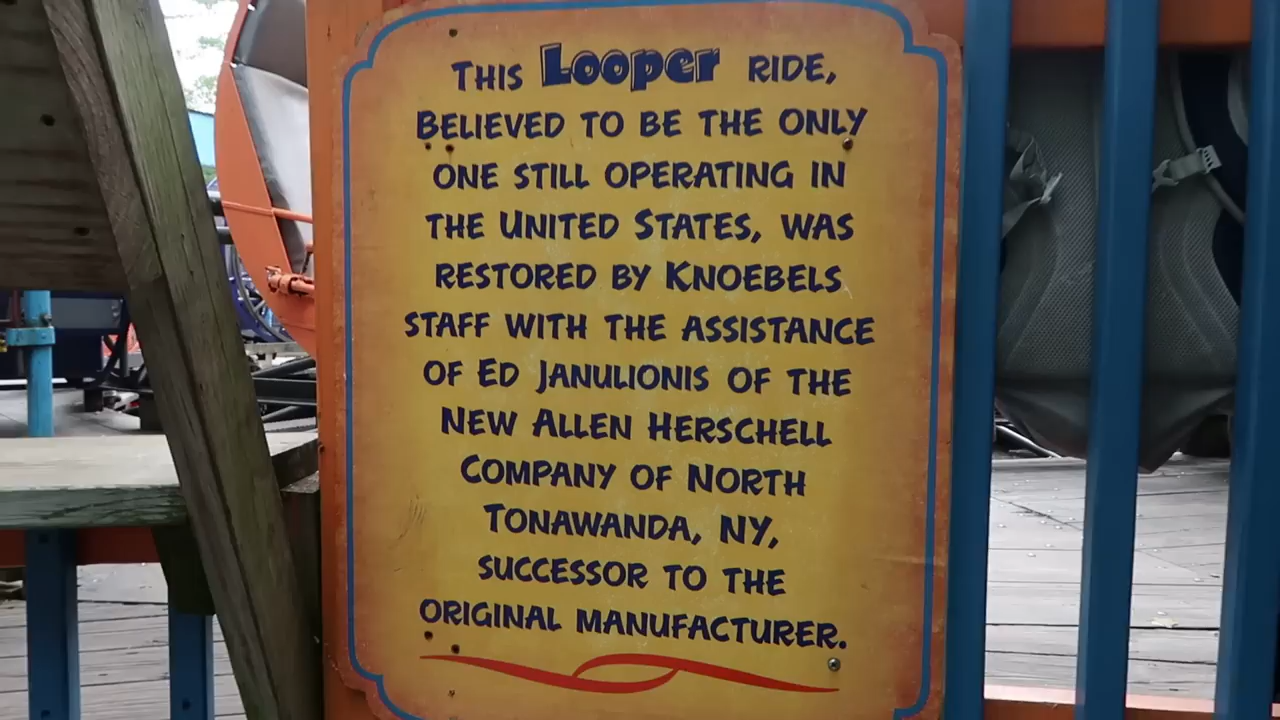 THIS Looper RIDE,
BELIEVED TO BE THE ONLY
ONE STILL OPERATING IN
THE UNITED STATES, WAS
RESTORED BY KNOEBELS
STAFF WITH THE ASSISTANCE
OF ED JANULIONIS OF THE
NEW ALLEN HERSCHELL
COMPANY OF NORTH
TONAWANDA, NY,
SUCCESSOR TO THE
ORIGINAL MANUFACTURER.